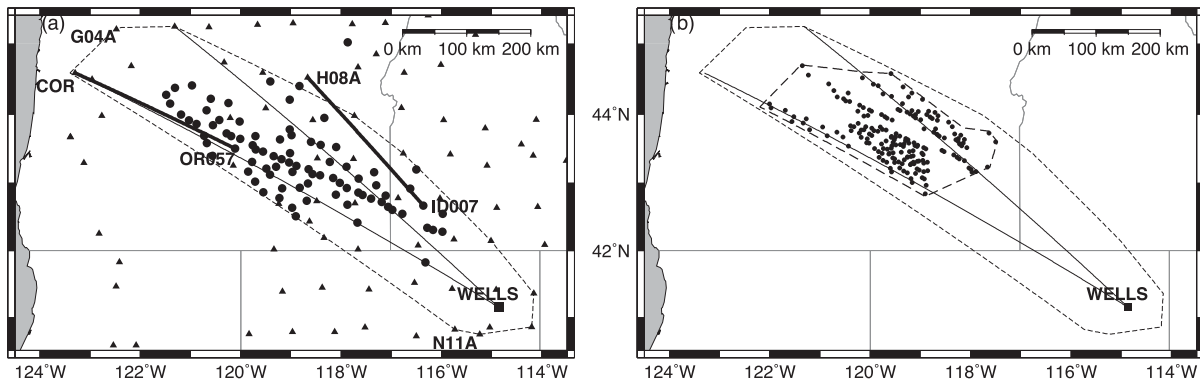 (a)
G04A
0 km 100 km 200 km
COR
H08A
OR057
ID007
WELLS
N11A
124˚W 122˚W 120˚W 118˚W 116˚W 114˚W
(b)
0 km 100 km 200 km
44˚N
42˚N
WELLS
124˚W 122˚W 120˚W 118˚W 116˚W 114˚W